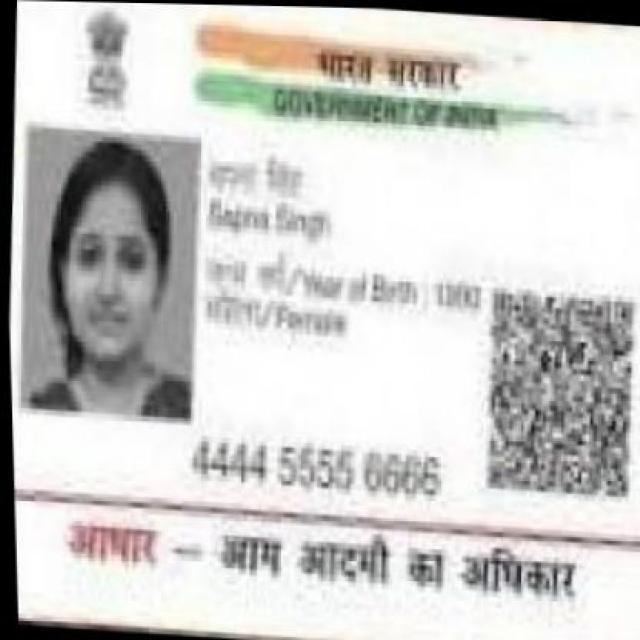 भारत सरकार
GOVERNMENT OF INDIA
सपना सिंह
Sapna Singh
जन्म वर्ष/Year of Birth :
महिला/Female
4444 5555 6666
आधार – आम आदमी का अधिकार